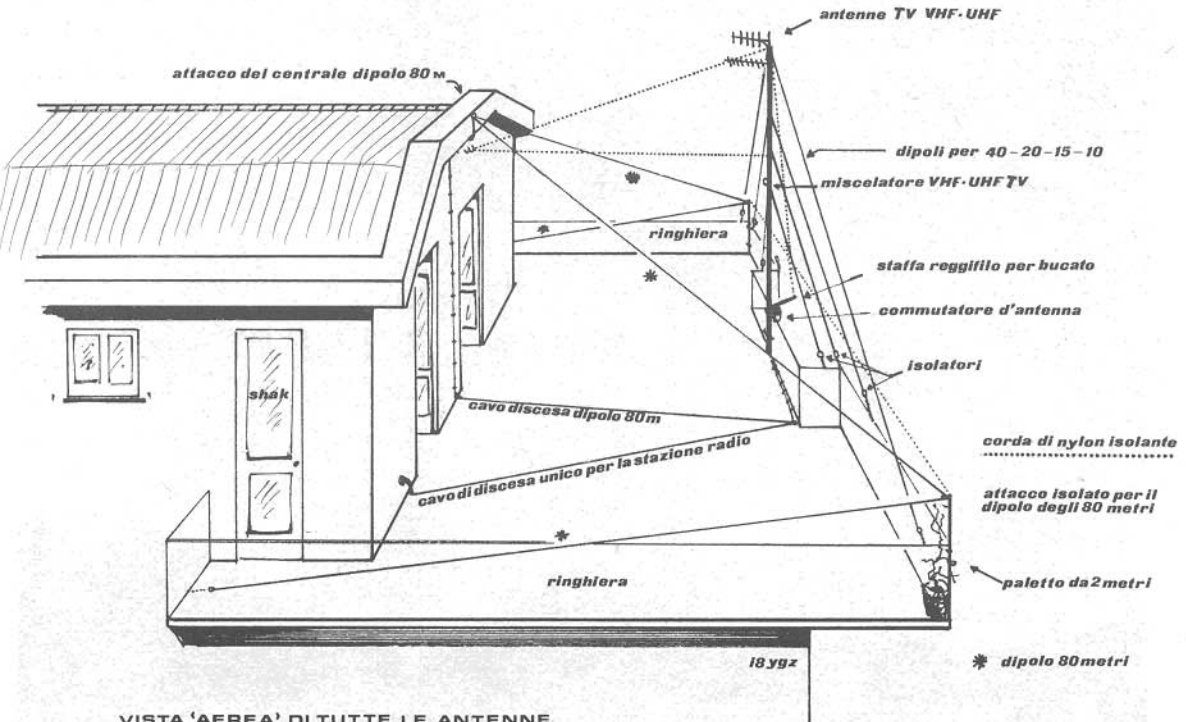 antenne TV VHF-UHF
attacco del centrale dipolo 80 м
dipoli per 40-20-15-10
miscelatore VHF-UHF TV
ringhiera
staffa reggifilo per bucato
commutatore d'antenna
isolatori
shak
cavo discesa dipolo 80m
cavo di discesa unico per la stazione radio
corda di nylon isolante
attacco isolato per il
dipolo degli 80 metri
ringhiera
paletto da 2 metri
i8 ygz
* dipolo 80 metri
VISTA 'AEREA' DI TUTTE LE ANTENNE